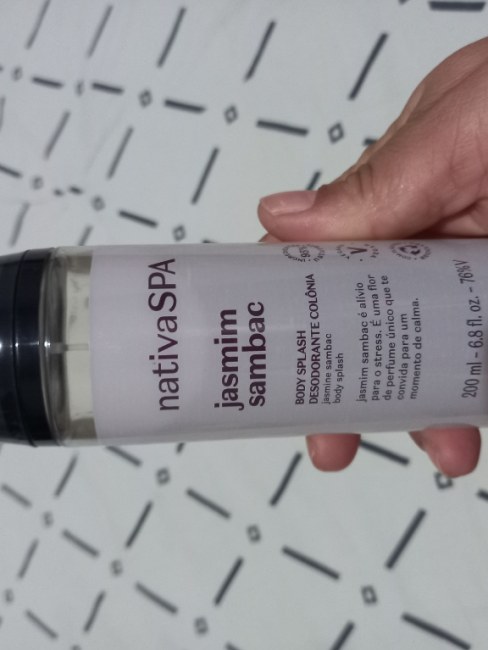 nativaSPA
jasmim
sambac
BODY SPLASH
DESODORANTE COLÔNIA
jasmine sambac
body splash
jasmim sambac é alívio
para o stress. É uma flor
de perfume único que te
convida para um
momento de calma.
200 ml – 6.8 fl. oz. – 76%V